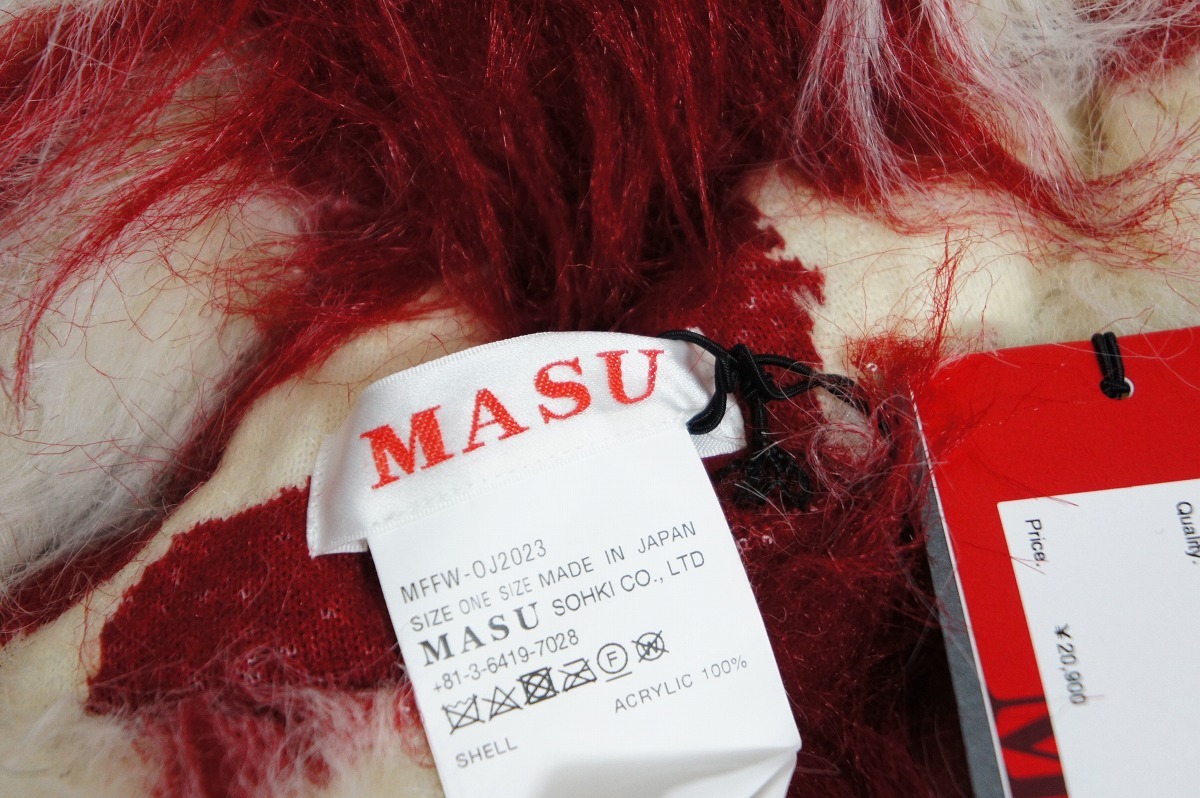 MASU
MFFW-OJ2023
SIZE ONE SIZE MADE IN JAPAN
MASU SOHKI CO., LTD
+81-3-6419-7028
F W
ACRYLIC 100%
SHELL
Quality.
Price.
¥20,900